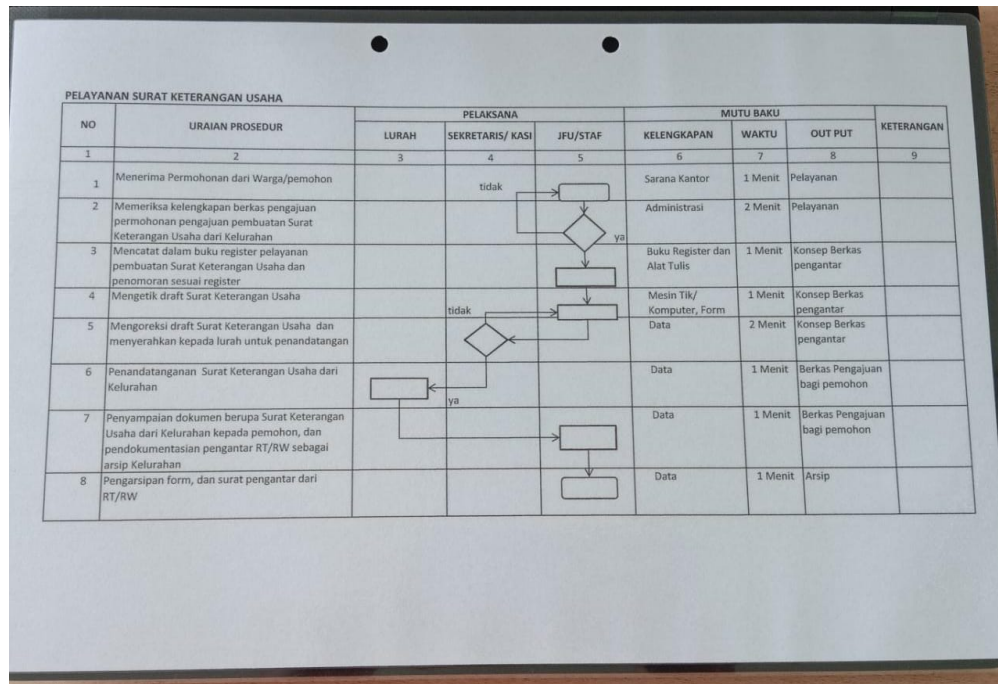 PELAYANAN SURAT KETERANGAN USAHA
NO
URAIAN PROSEDUR
PELAKSANA
MUTU BAKU
KETERANGAN
LURAH
SEKRETARIS/ KASI
JFU/STAF
KELENGKAPAN
WAKTU
OUT PUT
1
2
3
4
5
6
7
8
9
1
Menerima Permohonan dari Warga/pemohon
tidak
Sarana Kantor
1 Menit
Pelayanan
2
Memeriksa kelengkapan berkas pengajuan
permohonan pengajuan pembuatan Surat
Keterangan Usaha dari Kelurahan
ya
Administrasi
2 Menit
Pelayanan
3
Mencatat dalam buku register pelayanan
pembuatan Surat Keterangan Usaha dan
penomoran sesuai register
Buku Register dan
Alat Tulis
1 Menit
Konsep Berkas
pengantar
4
Mengetik draft Surat Keterangan Usaha
tidak
Mesin Tik/
Komputer, Form
1 Menit
Konsep Berkas
pengantar
5
Mengoreksi draft Surat Keterangan Usaha dan
menyerahkan kepada lurah untuk penandatangan
Data
2 Menit
Konsep Berkas
pengantar
6
Penandatanganan Surat Keterangan Usaha dari
Kelurahan
ya
Data
1 Menit
Berkas Pengajuan
bagi pemohon
7
Penyampaian dokumen berupa Surat Keterangan
Usaha dari Kelurahan kepada pemohon, dan
pendokumentasian pengantar RT/RW sebagai
arsip Kelurahan
Data
1 Menit
Berkas Pengajuan
bagi pemohon
8
Pengarsipan form, dan surat pengantar dari
RT/RW
Data
1 Menit
Arsip